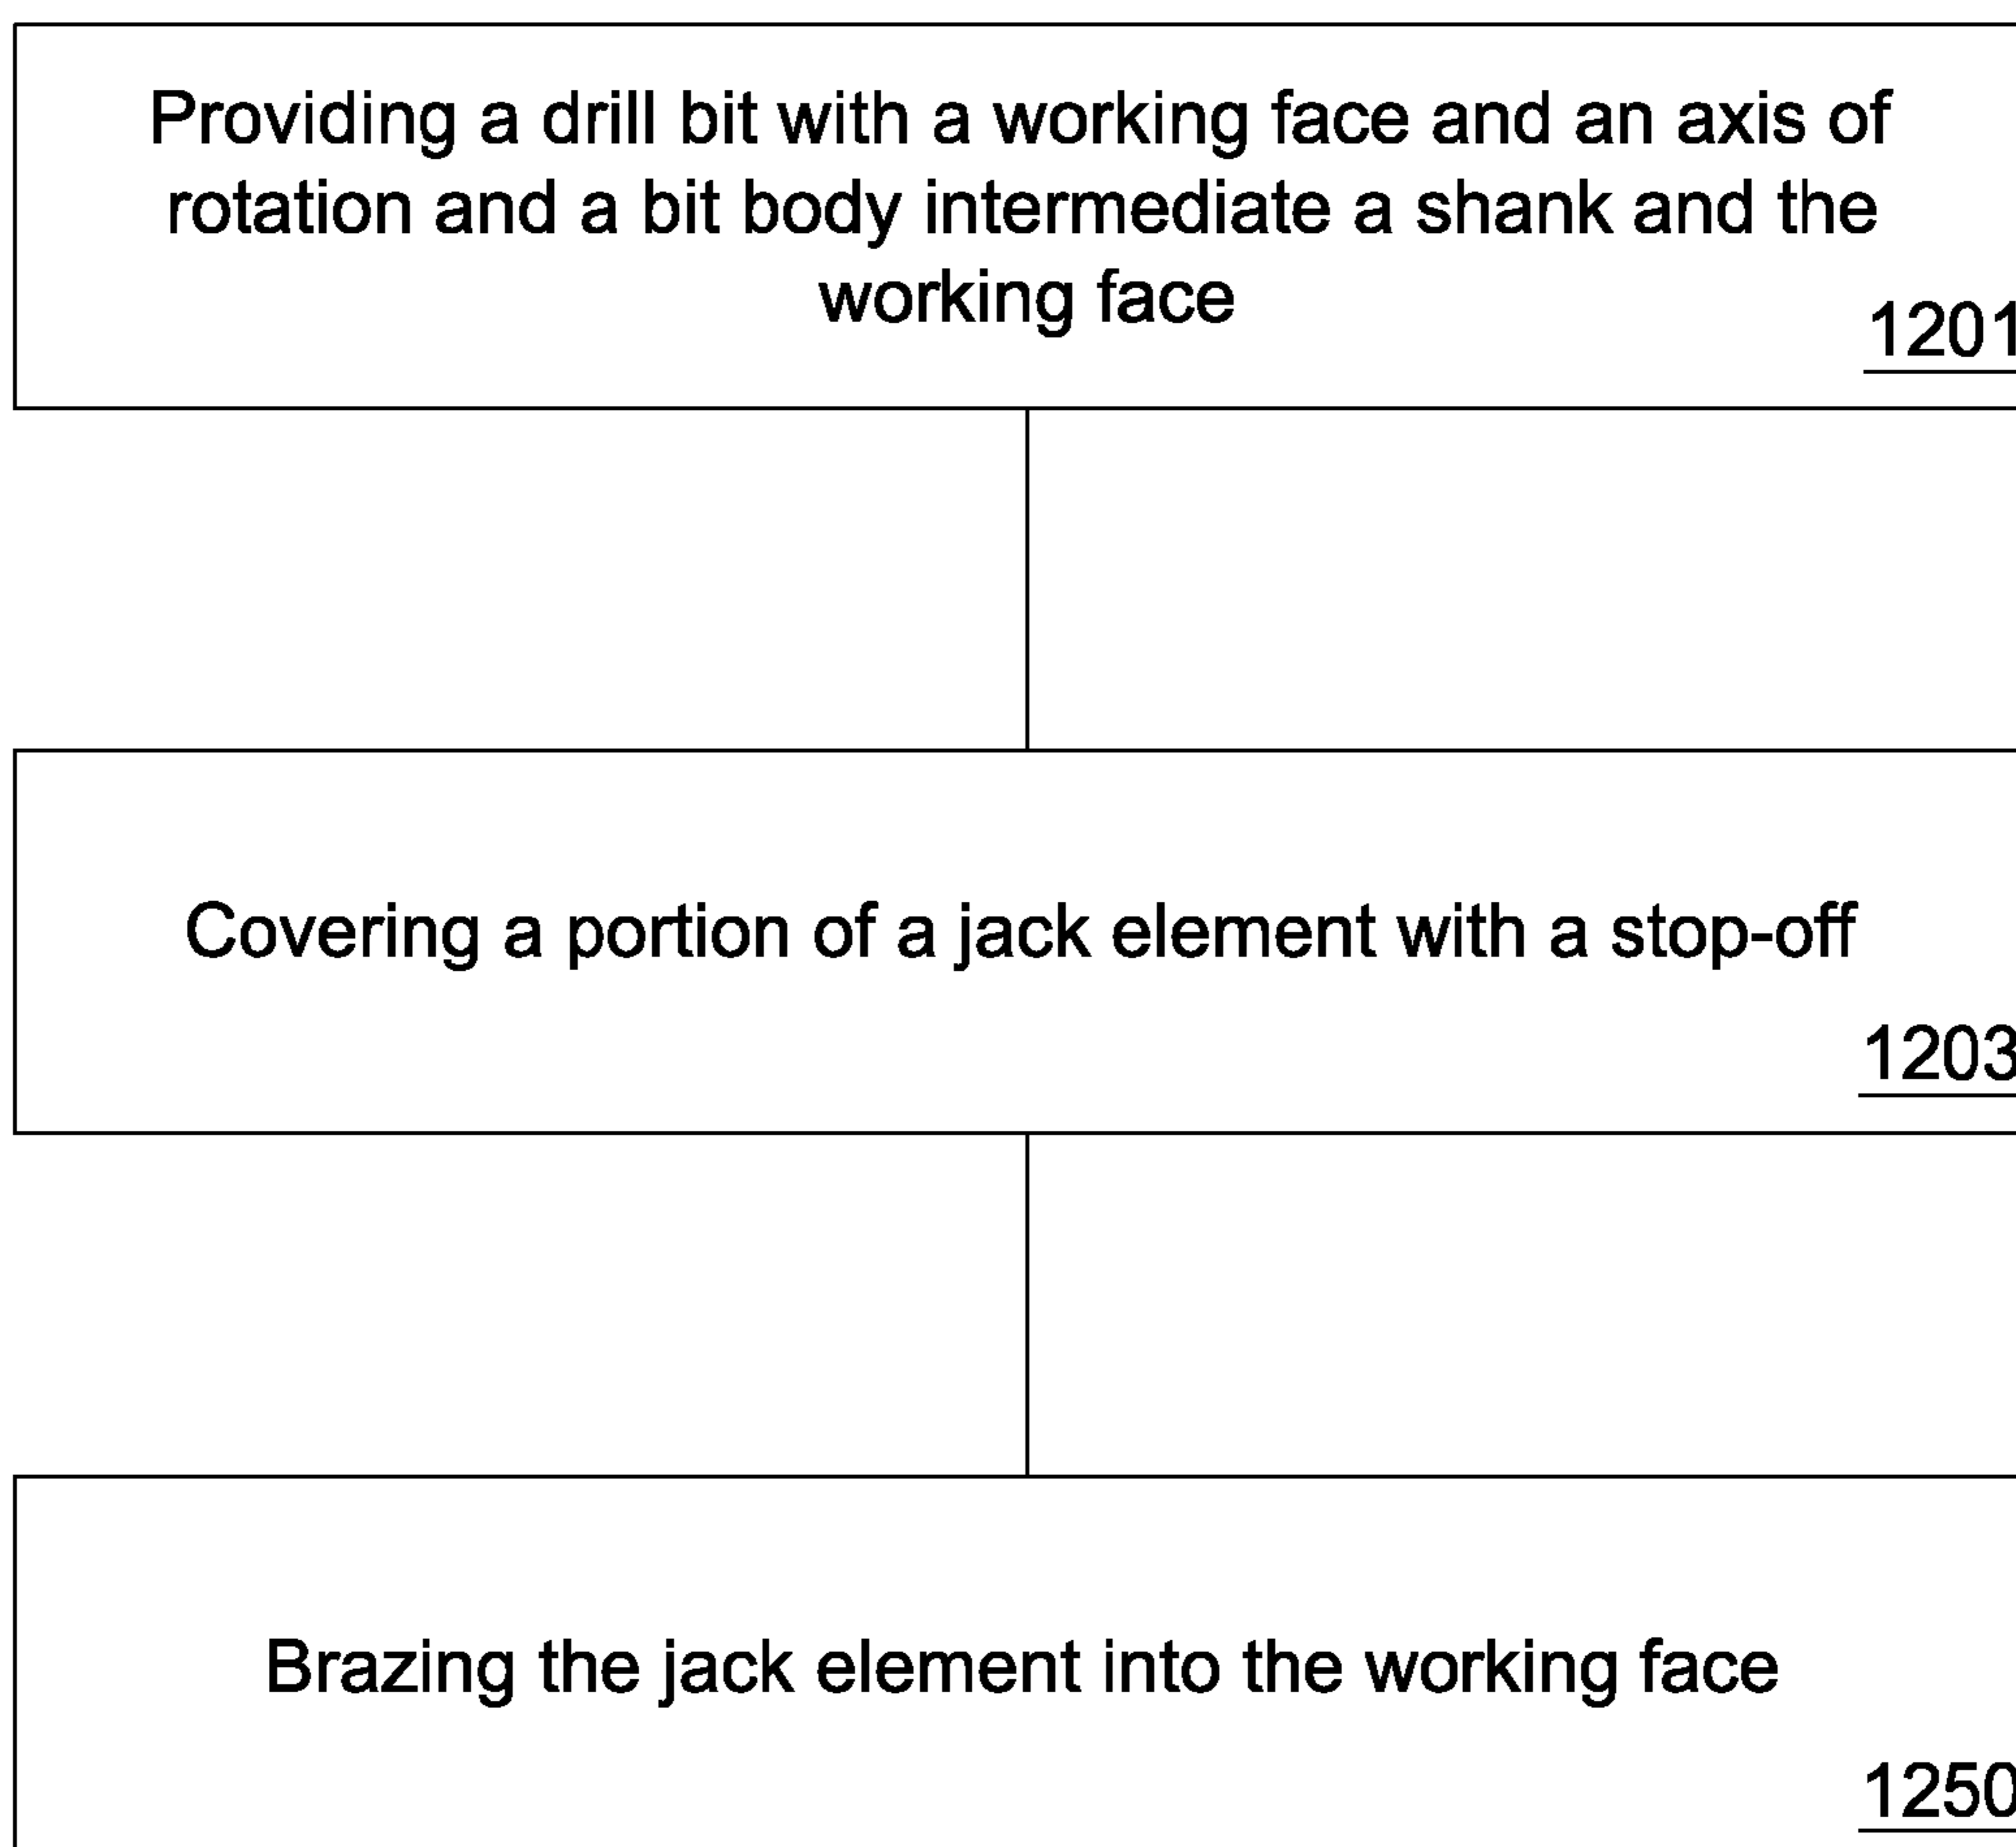 Providing a drill bit with a working face and an axis of
rotation and a bit body intermediate a shank and the
working face
1201
Covering a portion of a jack element with a stop-off
1203
Brazing the jack element into the working face
1250